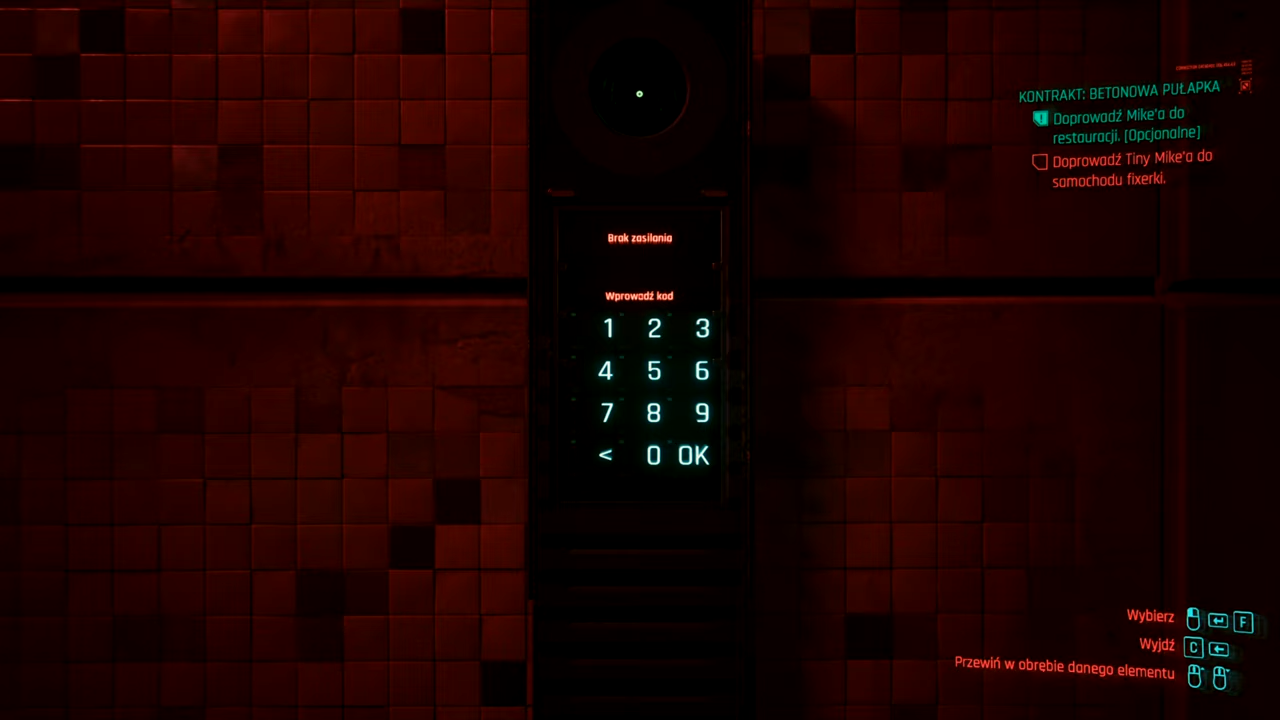 KONTRAKT: BETONOWA PUŁAPKA
Doprowadź Mike'a do
restauracji. [Opcjonalne]
Doprowadź Tiny Mike'a do
samochodu fixerki.
Brak zasilania
Wprowadź kod
1 2 3
4 5 6
7 8 9
< 0 OK
Wybierz F
Wyjdź C
Przewiń w obrębie danego elementu